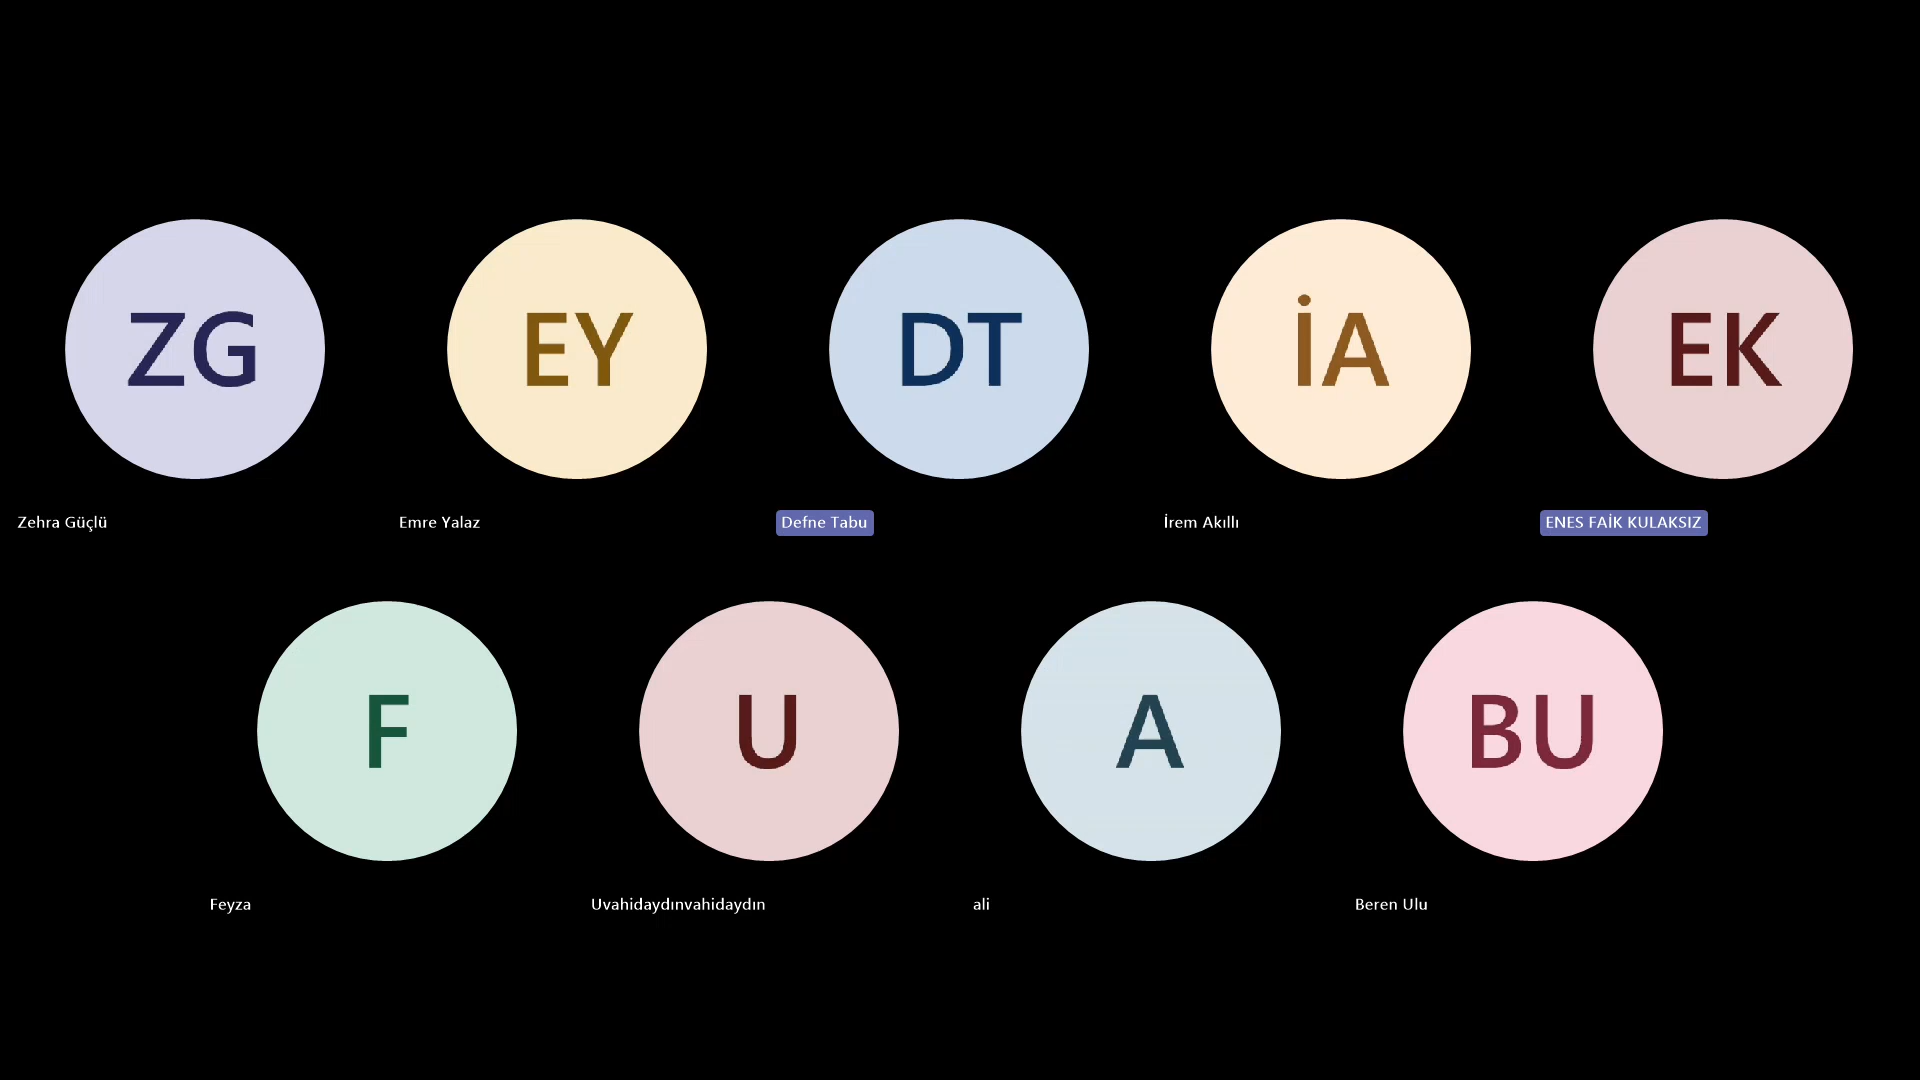 ZG
EY
DT
İA
EK
Zehra Güçlü
Emre Yalaz
Defne Tabu
İrem Akıllı
ENES FAİK KULAKSIZ
F
U
A
BU
Feyza
Uvahidaydınvahidaydın
ali
Beren Ulu